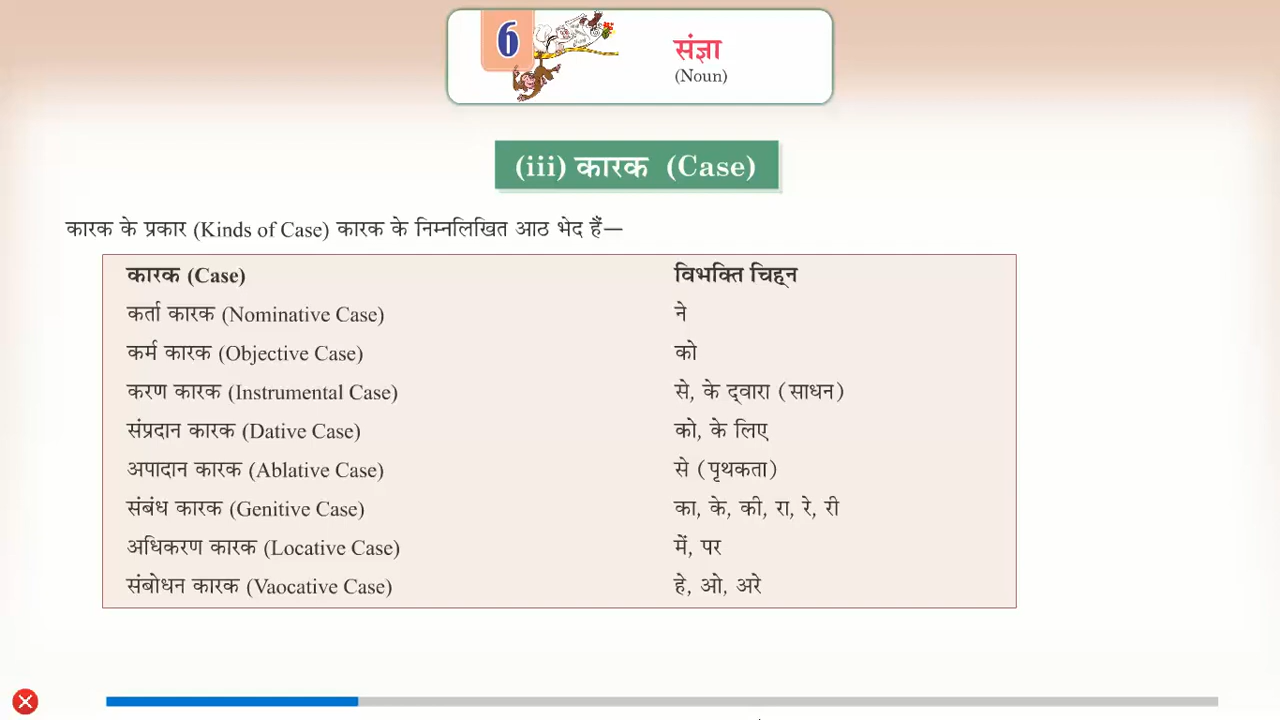 6
संज्ञा
(Noun)
(iii) कारक (Case)
कारक के प्रकार (Kinds of Case) कारक के निम्नलिखित आठ भेद हैं—
कारक (Case) विभक्ति चिह्‌न
कर्ता कारक (Nominative Case) ने
कर्म कारक (Objective Case) को
करण कारक (Instrumental Case) से, के द्‌वारा (साधन)
संप्रदान कारक (Dative Case) को, के लिए
अपादान कारक (Ablative Case) से (पृथकता)
संबंध कारक (Genitive Case) का, के, की, रा, रे, री
अधिकरण कारक (Locative Case) में, पर
संबोधन कारक (Vaocative Case) हे, ओ, अरे